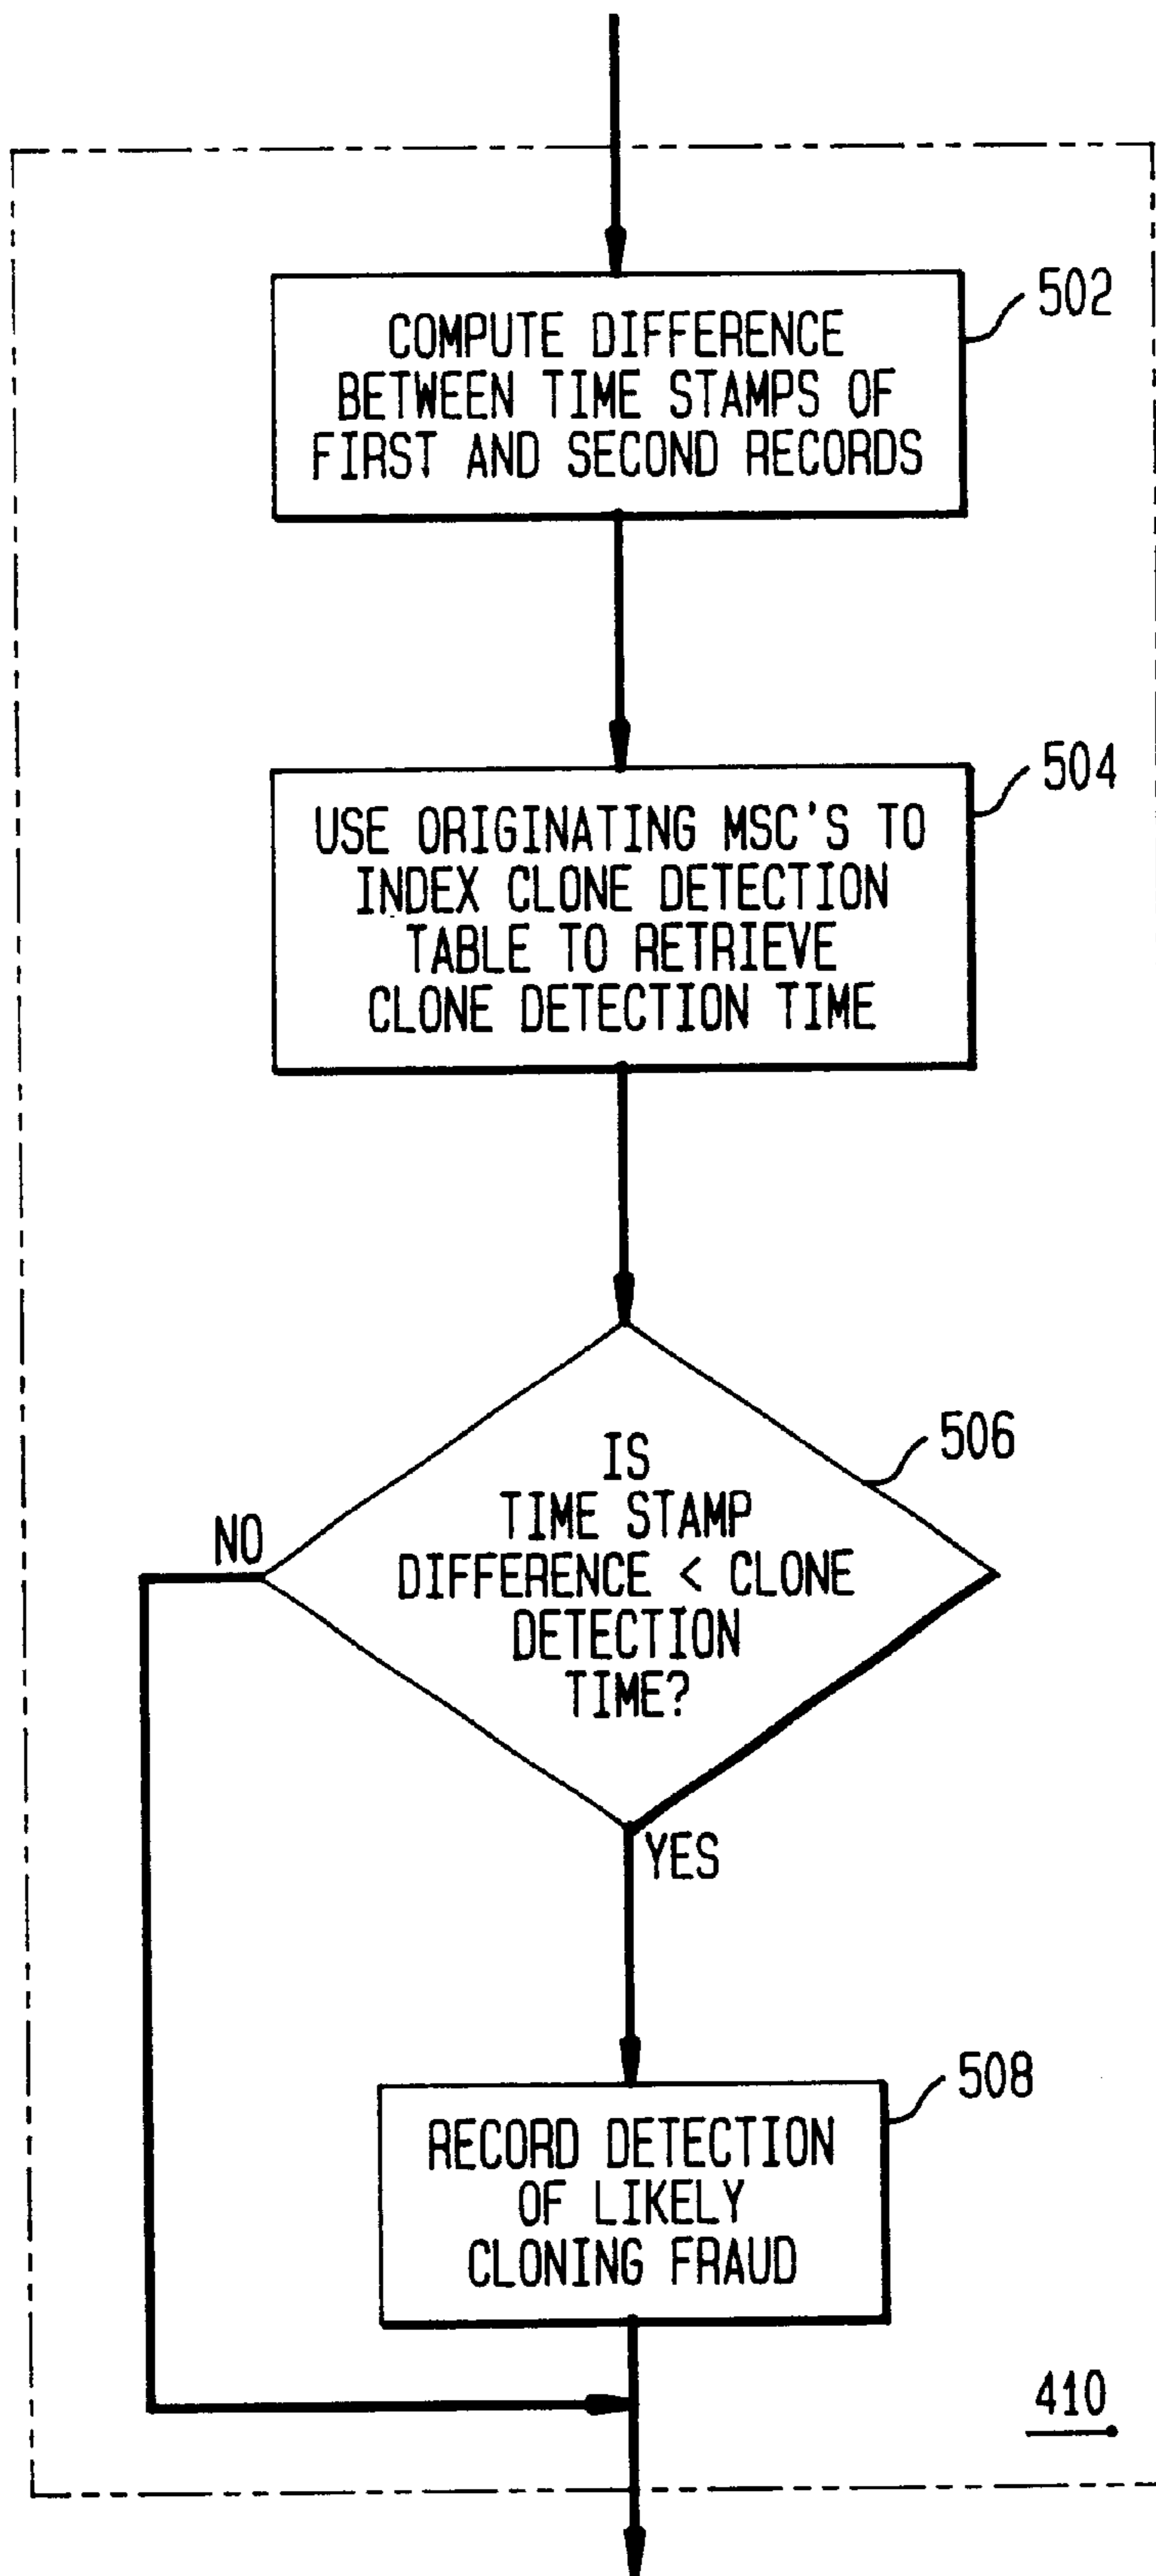 502
COMPUTE DIFFERENCE
BETWEEN TIME STAMPS OF
FIRST AND SECOND RECORDS
504
USE ORIGINATING MSC'S TO
INDEX CLONE DETECTION
TABLE TO RETRIEVE
CLONE DETECTION TIME
506
IS
TIME STAMP
DIFFERENCE < CLONE
DETECTION
TIME?
NO
YES
508
RECORD DETECTION
OF LIKELY
CLONING FRAUD
410